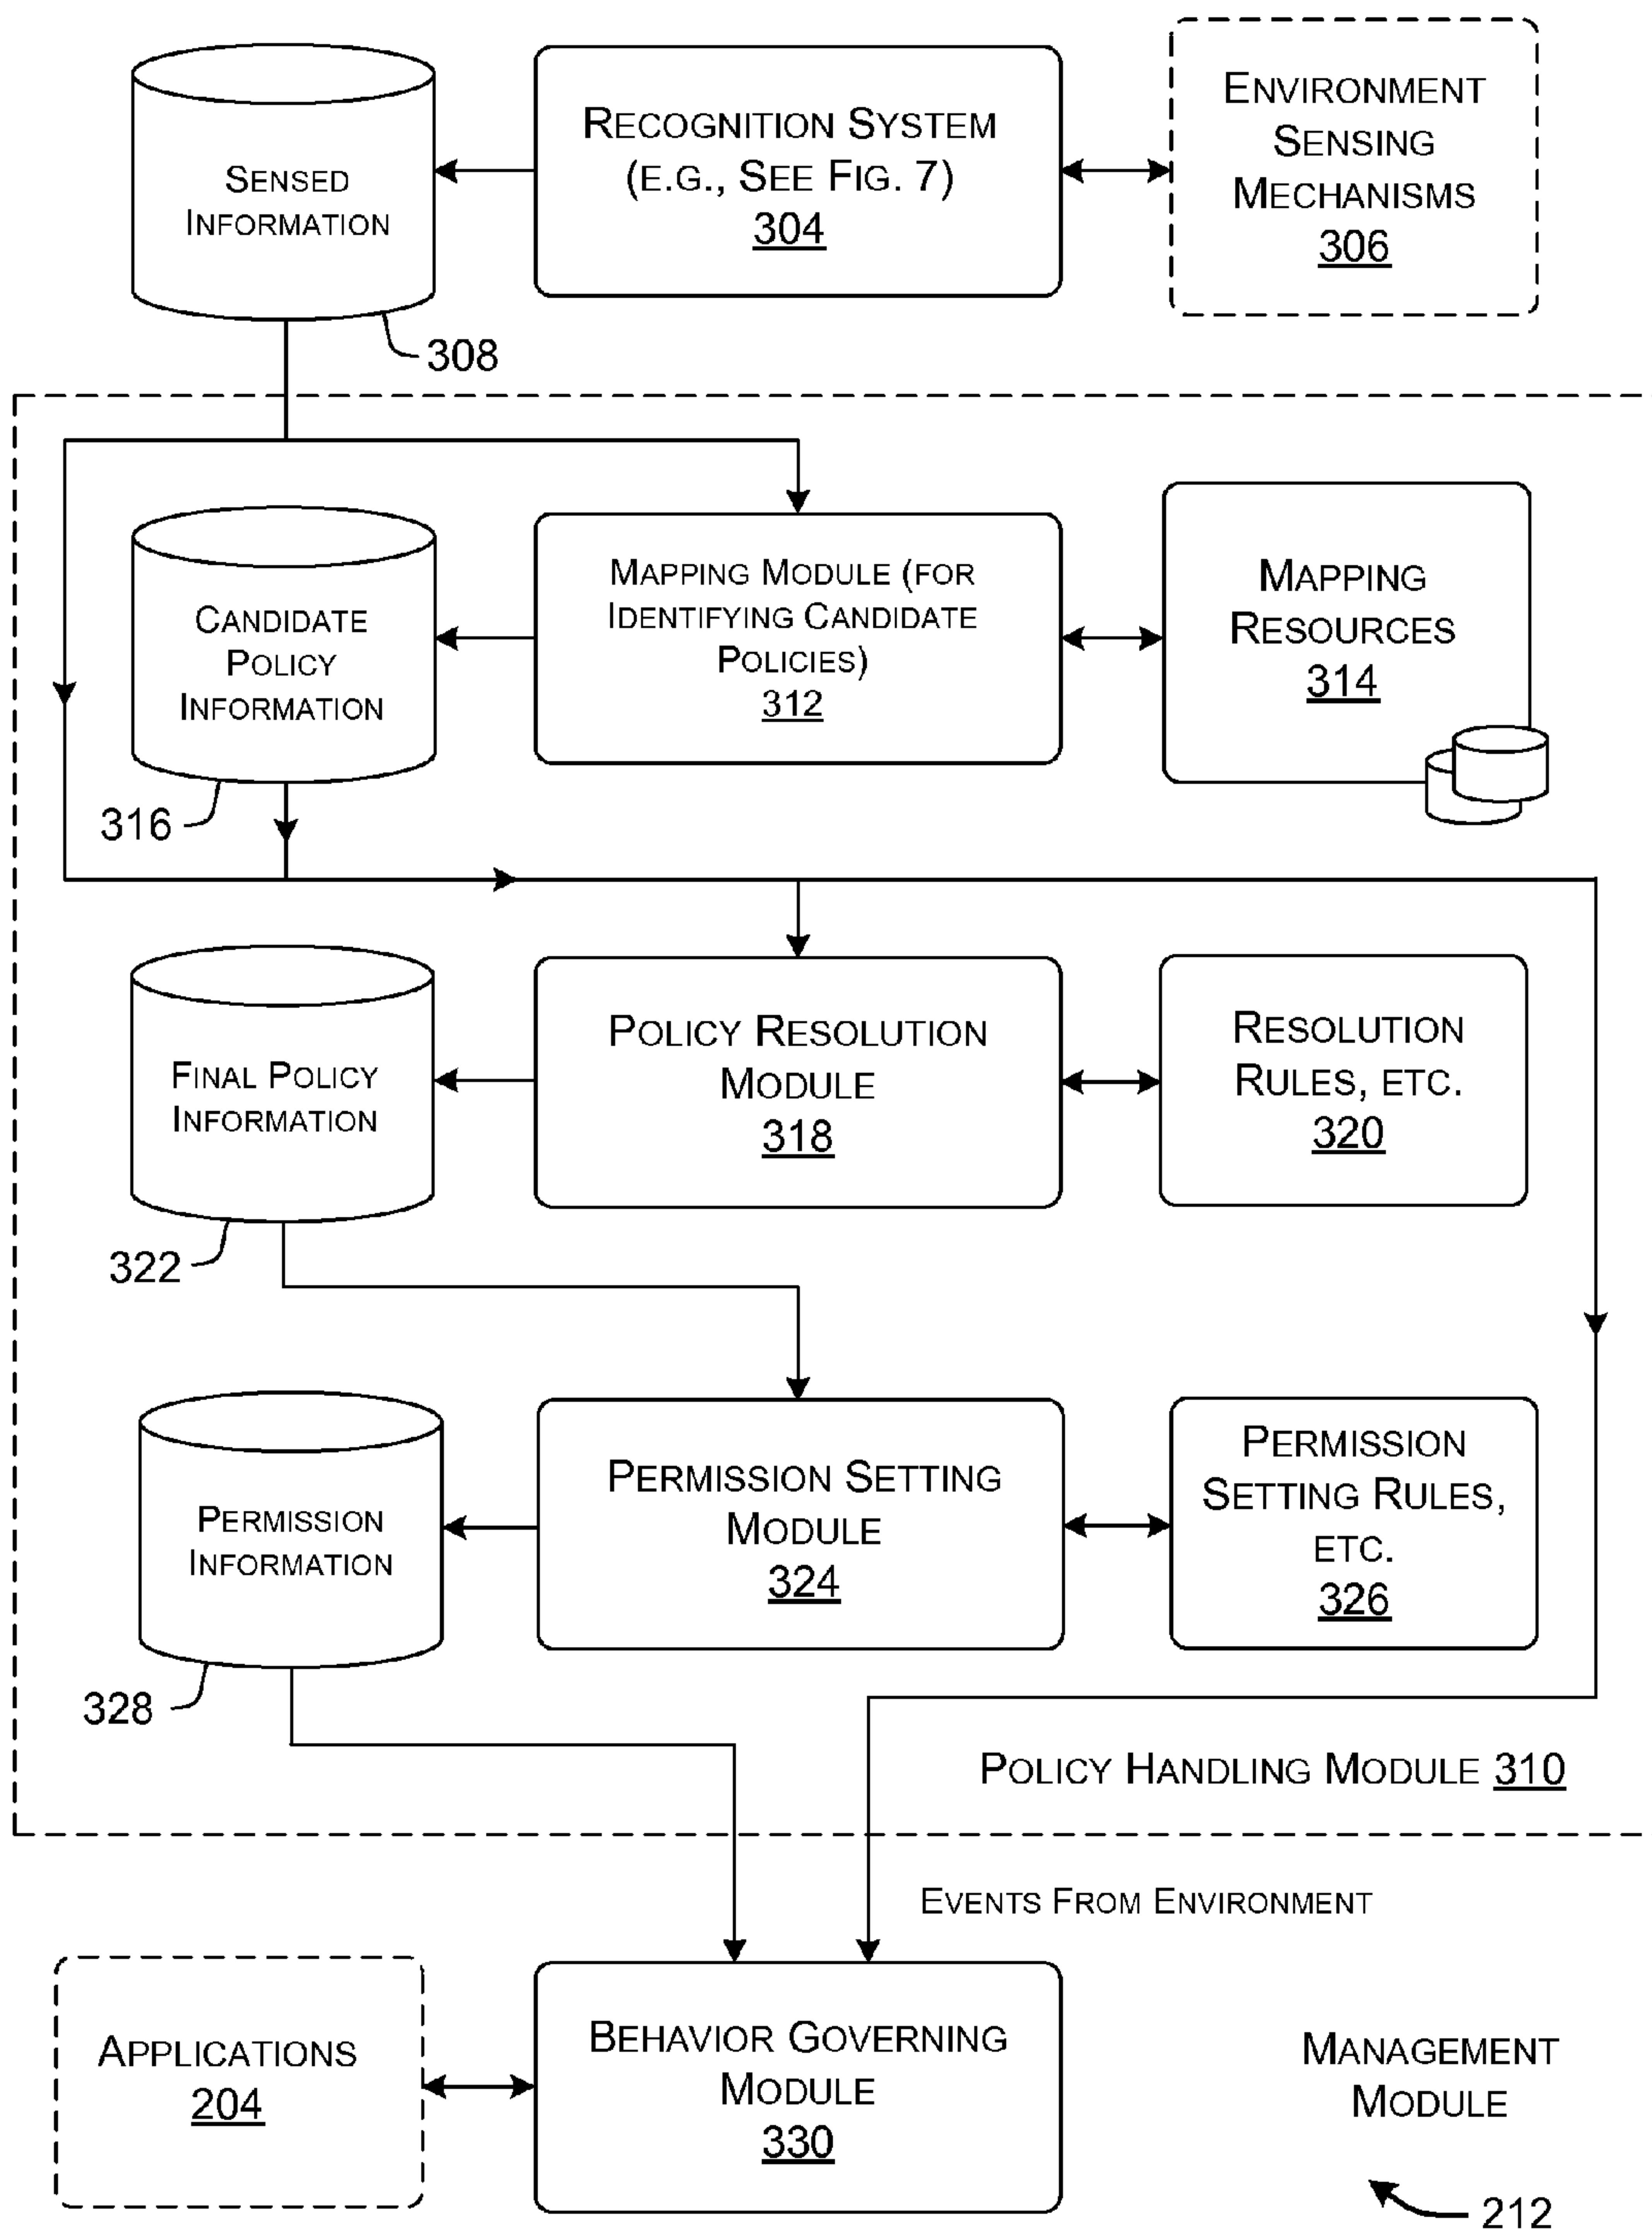 SENSED
INFORMATION
308
RECOGNITION SYSTEM
(E.G., SEE FIG. 7)
304
ENVIRONMENT
SENSING
MECHANISMS
306
CANDIDATE
POLICY
INFORMATION
316
MAPPING MODULE (FOR
IDENTIFYING CANDIDATE
POLICIES)
312
MAPPING
RESOURCES
314
FINAL POLICY
INFORMATION
322
POLICY RESOLUTION
MODULE
318
RESOLUTION
RULES, ETC.
320
PERMISSION
INFORMATION
328
PERMISSION SETTING
MODULE
324
PERMISSION
SETTING RULES,
ETC.
326
POLICY HANDLING MODULE 310
EVENTS FROM ENVIRONMENT
APPLICATIONS
204
BEHAVIOR GOVERNING
MODULE
330
MANAGEMENT
MODULE
212